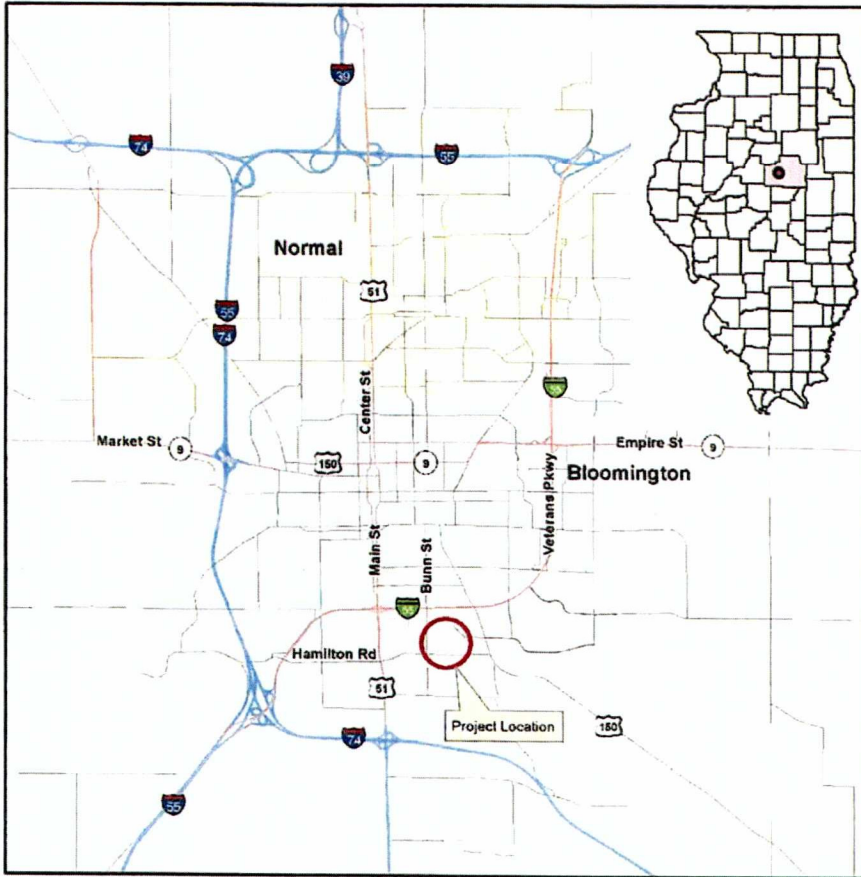 39
74
55
Normal
51
55
74
Center St
55
Market St
9
150
9
Empire St
9
Bloomington
Veterans Pkwy
Main St
Bunn St
55
Hamilton Rd
51
Project Location
150
74
55